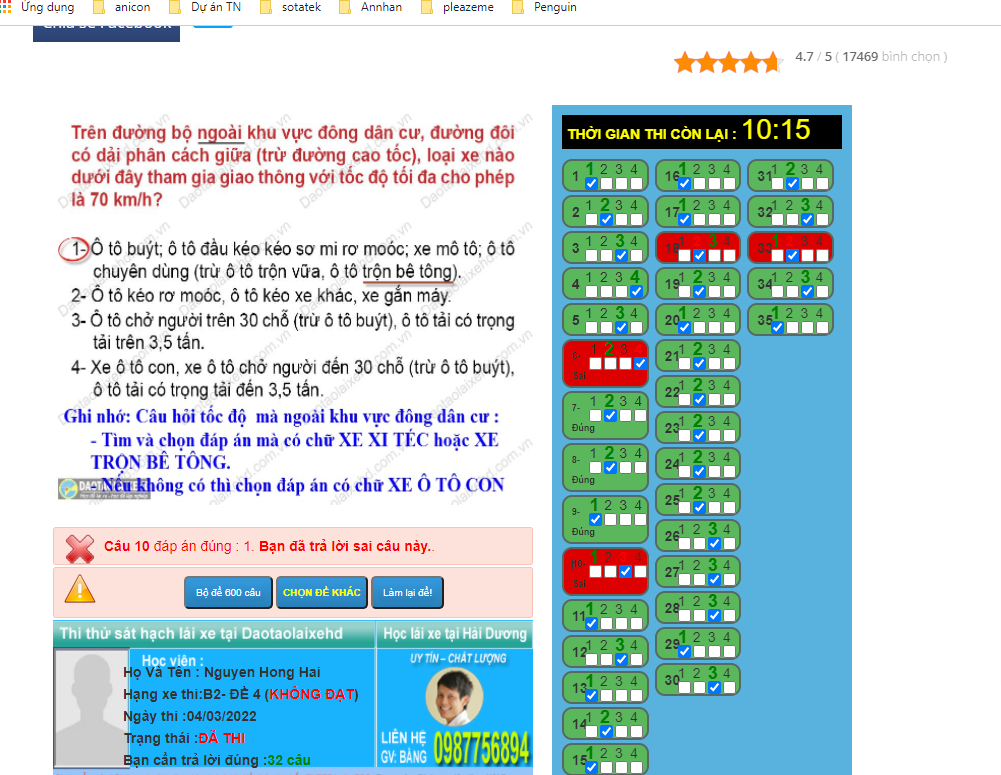 Ứng dụng anicon Dự án TN sotatek Annhan pleazeme Penguin
Chia sẻ Facebook
4.7 / 5 ( 17469 bình chọn )
Trên đường bộ ngoài khu vực đông dân cư, đường đôi
có dải phân cách giữa (trừ đường cao tốc), loại xe nào
dưới đây tham gia giao thông với tốc độ tối đa cho phép
là 70 km/h?
1- Ô tô buýt; ô tô đầu kéo kéo sơ mi rơ moóc; xe mô tô; ô tô
chuyên dùng (trừ ô tô trộn vữa, ô tô trộn bê tông).
2- Ô tô kéo rơ moóc, ô tô kéo xe khác, xe gắn máy.
3- Ô tô chở người trên 30 chỗ (trừ ô tô buýt), ô tô tải có trọng
tải trên 3,5 tấn.
4- Xe ô tô con, xe ô tô chở người đến 30 chỗ (trừ ô tô buýt),
ô tô tải có trọng tải đến 3,5 tấn.
Ghi nhớ: Câu hỏi tốc độ mà ngoài khu vực đông dân cư :
- Tìm và chọn đáp án mà có chữ XE XI TÉC hoặc XE
TRỘN BÊ TÔNG.
- Nếu không có thì chọn đáp án có chữ XE Ô TÔ CON
Câu 10 đáp án đúng : 1. Bạn đã trả lời sai câu này..
Bộ đề 600 câu CHỌN ĐỀ KHÁC Làm lại đề!
Thi thử sát hạch lái xe tại Daotaolaixehd
Học viên :
Họ Và Tên : Nguyen Hong Hai
Hạng xe thi:B2- ĐỀ 4 (KHÔNG ĐẠT)
Ngày thi :04/03/2022
Trạng thái :ĐÃ THI
Bạn cần trả lời đúng :32 câu
Học lái xe tại Hải Dương
UY TÍN – CHẤT LƯỢNG
LIÊN HỆ
GV: BẰNG 0987756894
THỜI GIAN THI CÒN LẠI : 10:15
1 1 2 3 4
2 1 2 3 4
3 1 2 3 4
4 1 2 3 4
5 1 2 3 4
6- 1 2 3 4
Sai
7- 1 2 3 4
Đúng
8- 1 2 3 4
Đúng
9- 1 2 3 4
Đúng
10- 1 2 3 4
Sai
11 1 2 3 4
12 1 2 3 4
13 1 2 3 4
14 1 2 3 4
15 1 2 3 4
16 1 2 3 4
17 1 2 3 4
18 1 2 3 4
19 1 2 3 4
20 1 2 3 4
21 1 2 3 4
22 1 2 3 4
23 1 2 3 4
24 1 2 3 4
25 1 2 3 4
26 1 2 3 4
27 1 2 3 4
28 1 2 3 4
29 1 2 3 4
30 1 2 3 4
31 1 2 3 4
32 1 2 3 4
33 1 2 3 4
34 1 2 3 4
35 1 2 3 4